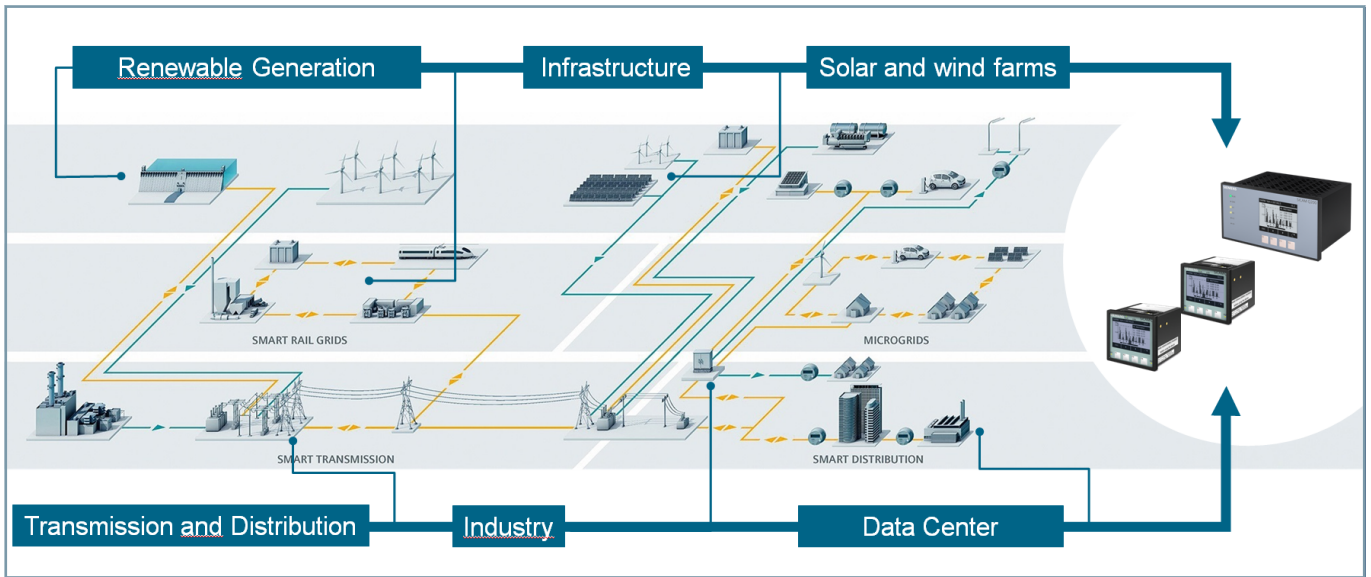 Renewable Generation
Infrastructure
Solar and wind farms
SMART RAIL GRIDS
MICROGRIDS
SMART TRANSMISSION
SMART DISTRIBUTION
Transmission and Distribution
Industry
Data Center